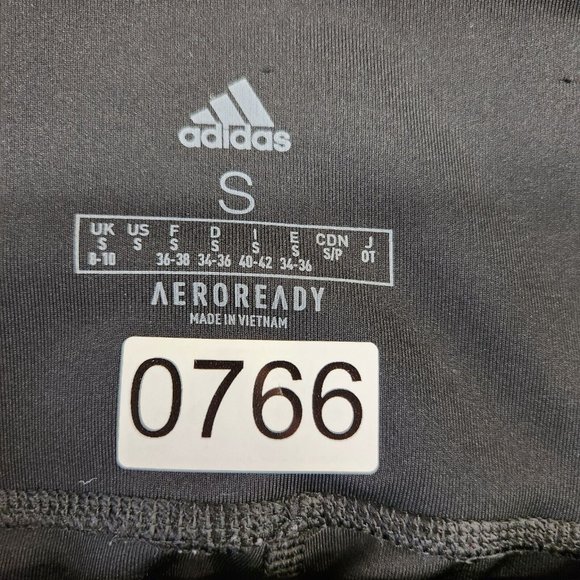 adidas
S
UK US F D I E CDN J
S S S S S S S/P OT
8-10 36-38 34-36 40-42 34-36
AEROREADY
MADE IN VIETNAM
0766